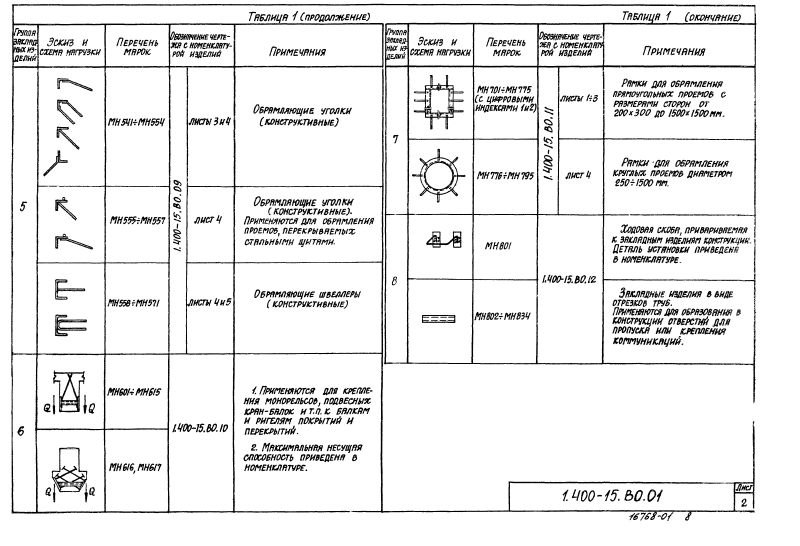 Таблица 1 (продолжение)
Группа закладных изделий
Эскиз и схема нагрузки
Перечень марок
Обозначение чертежа с номенклатурой изделий
Примечания
5
МН541÷МН554
1.400-15.В0.09
листы 3 и 4
Обрамляющие уголки
(конструктивные)
МН555÷МН557
лист 4
Обрамляющие уголки
(конструктивные).
Применяются для обрамления
проемов, перекрываемых
стальными щитами.
МН558÷МН571
листы 4 и 5
Обрамляющие швеллеры
(конструктивные)
6
Q Q
МН601÷МН615
1.400-15.В0.10
1. Применяются для крепле-
ния монорельсов, подвесных
кран-балок и т.п. к балкам
и ригелям покрытий и
перекрытий.
Q Q
МН616, МН617
2. Максимальная несущая
способность приведена в
номенклатуре.
Таблица 1 (окончание)
Группа закладных изделий
Эскиз и схема нагрузки
Перечень марок
Обозначение чертежа с номенклатурой изделий
Примечания
7
МН701÷МН775
(с цифровыми
индексами 1и2)
1.400-15.В0.11
листы 1÷3
Рамки для обрамления
прямоугольных проемов с
размерами сторон от
200×300 до 1500×1500мм.
МН776÷МН795
лист 4
Рамки для обрамления
круглых проемов диаметром
250÷1500 мм.
8
МН801
1.400-15.В0.12
Ходовая скоба, привариваемая
к закладным изделиям конструкции.
Деталь установки приведена
в номенклатуре.
МН802÷МН834
Закладные изделия в виде
отрезков труб.
Применяются для образования в
конструкции отверстий для
пропуска или крепления
коммуникаций.
1.400-15.В0.01
Лист
2
16768-01 8